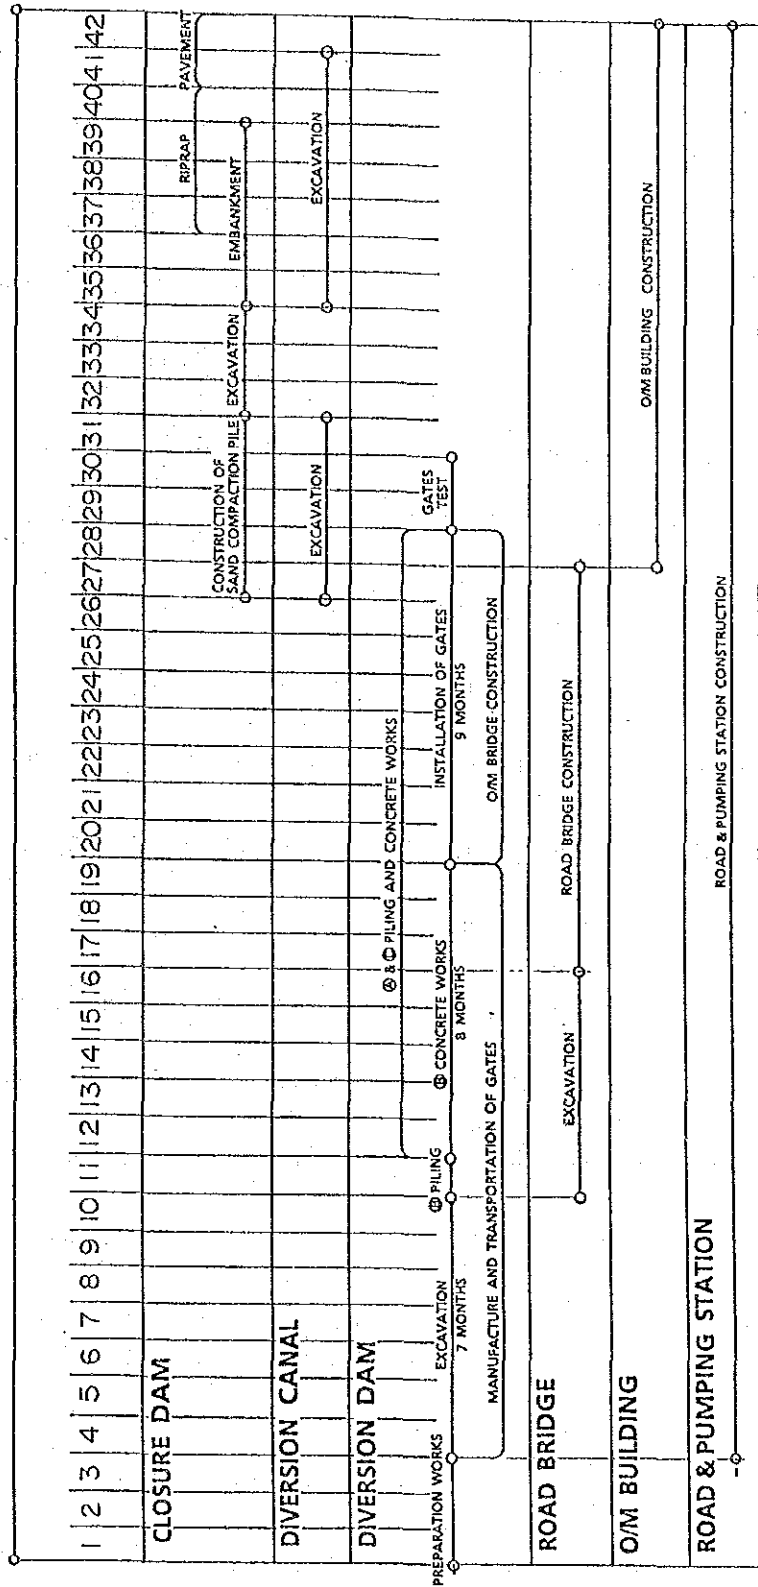 1 2 3 4 5 6 7 8 9 10 11 12 13 14 15 16 17 18 19 20 21 22 23 24 25 26 27 28 29 30 31 32 33 34 35 36 37 38 39 40 41 42
CLOSURE DAM
RIPRAP
PAVEMENT
CONSTRUCTION OF
SAND COMPACTION PILE
EXCAVATION
EMBANKMENT
DIVERSION CANAL
EXCAVATION
EXCAVATION
DIVERSION DAM
Ⓐ & Ⓒ PILING AND CONCRETE WORKS
PREPARATION WORKS
EXCAVATION
7 MONTHS
Ⓑ PILING
Ⓑ CONCRETE WORKS
8 MONTHS
INSTALLATION OF GATES
9 MONTHS
GATES
TEST
MANUFACTURE AND TRANSPORTATION OF GATES
O/M BRIDGE CONSTRUCTION
ROAD BRIDGE
EXCAVATION
ROAD BRIDGE CONSTRUCTION
O/M BUILDING
O/M BUILDING CONSTRUCTION
ROAD & PUMPING STATION
ROAD & PUMPING STATION CONSTRUCTION